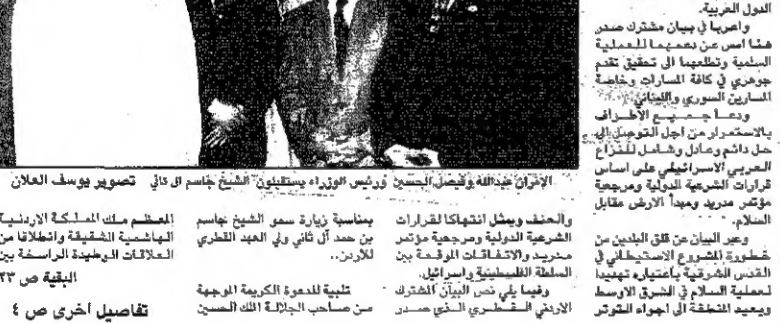 الدول العربية.
واعربا في بيان مشترك صدر
هنا امس عن دعمهما للعملية
السلمية وتطلعهما الى تحقيق تقدم
جوهري في كافة المسارات وخاصة
المسارين السوري واللبناني.
ودعا جميع الأطراف
بالاستمرار من اجل التوصل الى
حل دائم وعادل وشامل للنزاع
العربي الاسرائيلي على اساس
قرارات الشرعية الدولية ومرجعية
مؤتمر مدريد ومبدأ الارض مقابل
السلام.
وعبر البيان عن قلق البلدين من
خطورة المشروع الاستيطاني في
القدس الشرقية باعتباره تهديدا
لعملية السلام في الشرق الاوسط
ويعيد المنطقة الى اجواء التوتر
الاميران عبدالله وفيصل الحسين ورئيس الوزراء يستقبلون الشيخ جاسم آل ثاني تصوير يوسف العلان
والعنف ويمثل انتهاكا لقرارات
الشرعية الدولية ومرجعية مؤتمر
مدريد والاتفاقات الموقعة بين
السلطة الفلسطينية واسرائيل.
وفيما يلي نص البيان المشترك
الاردني القطري الذي صدر
بمناسبة زيارة سمو الشيخ جاسم
بن حمد آل ثاني ولي العهد القطري
للأردن..
تلبية للدعوة الكريمة الموجهة
من صاحب الجلالة الملك الحسين
المعظم ملك المملكة الاردنية
الهاشمية الشقيقة وانطلاقا من
العلاقات الوطيدة الراسخة بين
البقية ص ٢٣
تفاصيل اخرى ص ٤